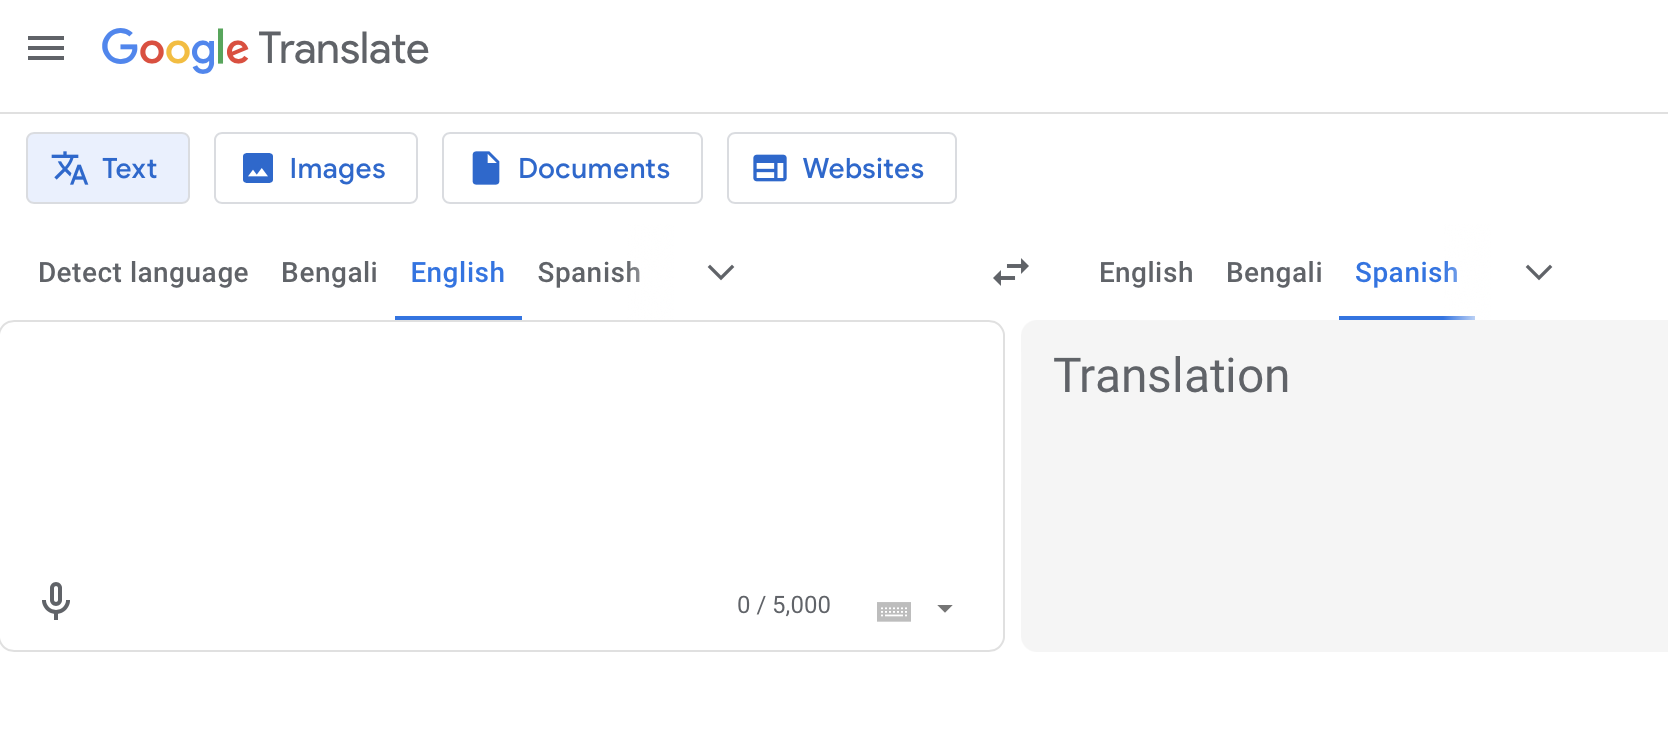 Google Translate
Text Images Documents Websites
Detect language Bengali English Spanish English Bengali Spanish
Translation
0 / 5,000